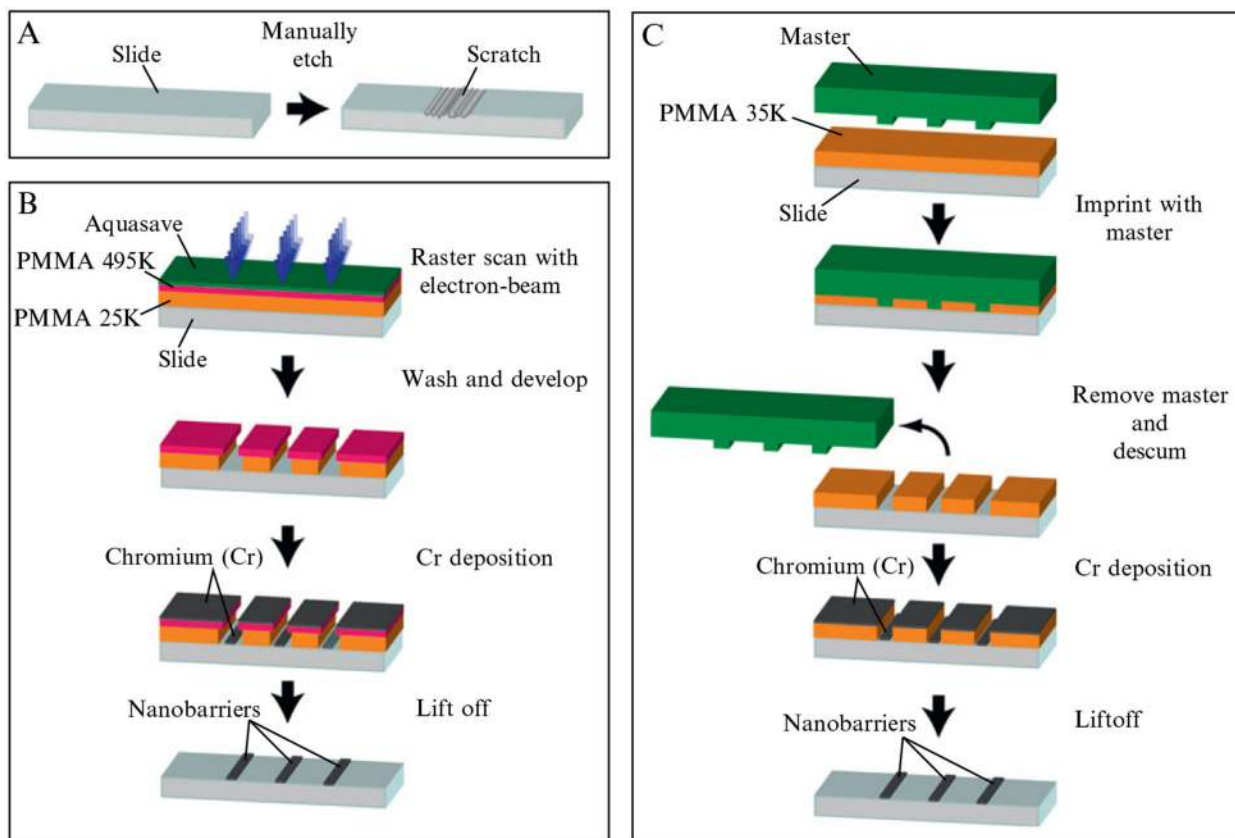 A
Slide
Manually
etch
Scratch
B
Aquasave
PMMA 495K
PMMA 25K
Slide
Raster scan with
electron-beam
Wash and develop
Chromium (Cr)
Cr deposition
Nanobarriers
Lift off
C
Master
PMMA 35K
Slide
Imprint with
master
Remove master
and
descum
Chromium (Cr)
Cr deposition
Nanobarriers
Liftoff